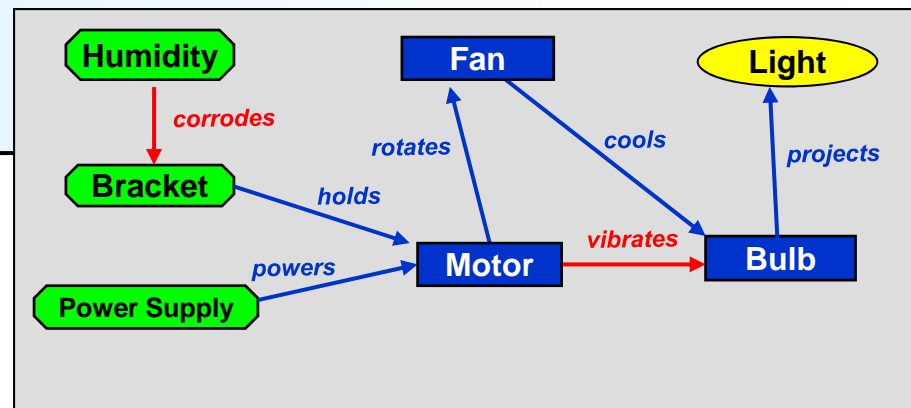 Humidity
Fan
Light
corrodes
rotates
cools
projects
Bracket
holds
vibrates
powers
Motor
Bulb
Power Supply